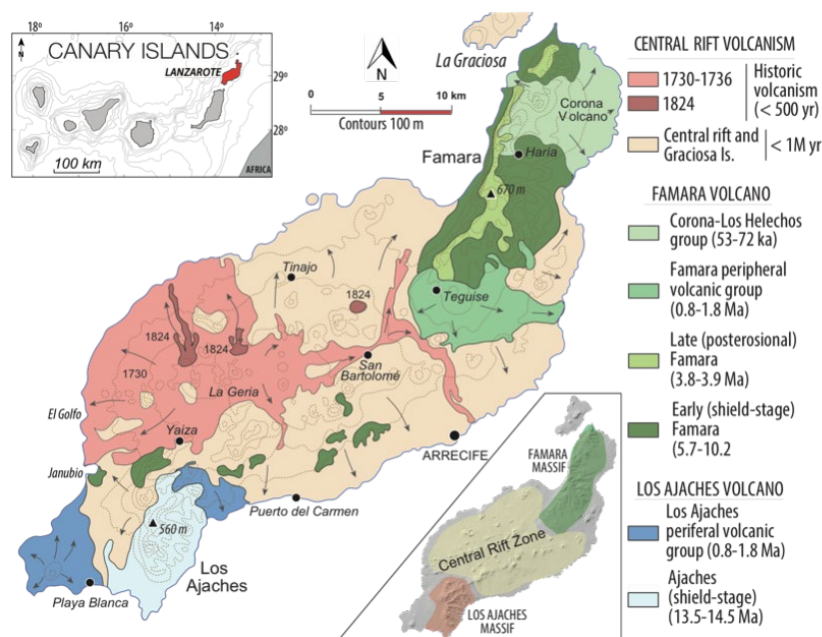 18°
16°
14°
CANARY ISLANDS
N
LANZAROTE
29°
28°
100 km
AFRICA
N
0
5
10 km
Contours 100 m
La Graciosa
Corona
Volcano
Famara
Haría
670 m
Tinajo
1824
Teguise
1824
1824
1730
San
Bartolomé
La Geria
El Golfo
Yaiza
ARRECIFE
Janubio
Puerto del Carmen
560 m
Los
Ajaches
Playa Blanca
FAMARA
MASSIF
Central Rift Zone
LOS AJACHES
MASSIF
CENTRAL RIFT VOLCANISM
1730-1736
1824
Historic
volcanism
(< 500 yr)
Central rift and
Graciosa Is.
< 1M yr
FAMARA VOLCANO
Corona-Los Helechos
group (53-72 ka)
Famara peripheral
volcanic group
(0.8-1.8 Ma)
Late (posterosional)
Famara
(3.8-3.9 Ma)
Early (shield-stage)
Famara
(5.7-10.2
LOS AJACHES VOLCANO
Los Ajaches
periferal volcanic
group (0.8-1.8 Ma)
Ajaches
(shield-stage)
(13.5-14.5 Ma)